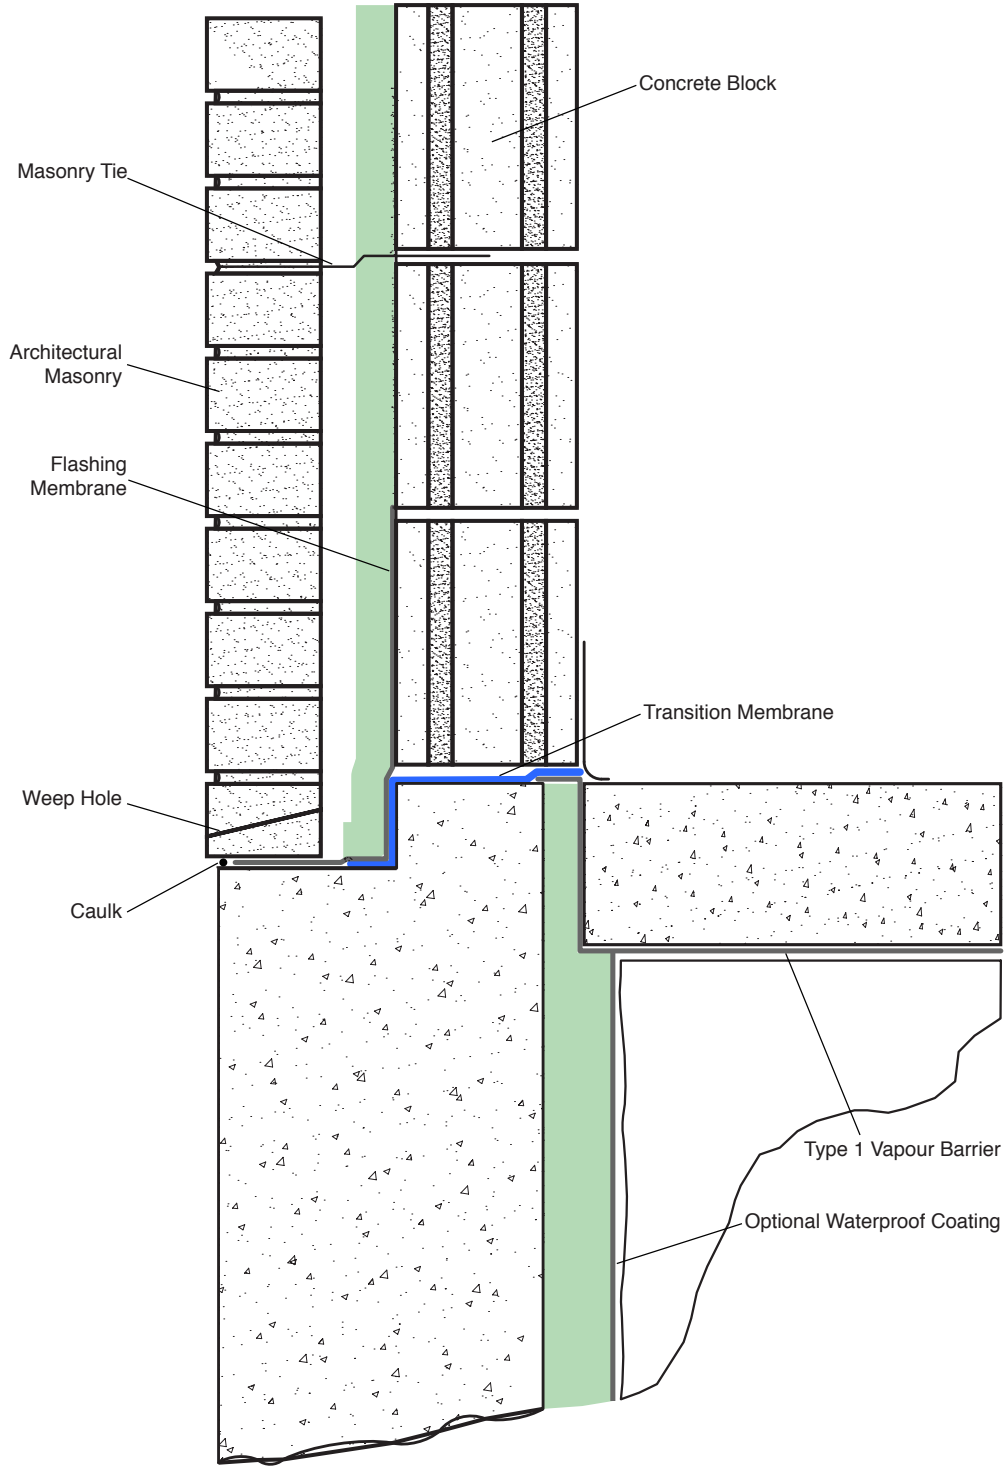 Concrete Block
Masonry Tie
Architectural
Masonry
Flashing
Membrane
Transition Membrane
Weep Hole
Caulk
Type 1 Vapour Barrier
Optional Waterproof Coating